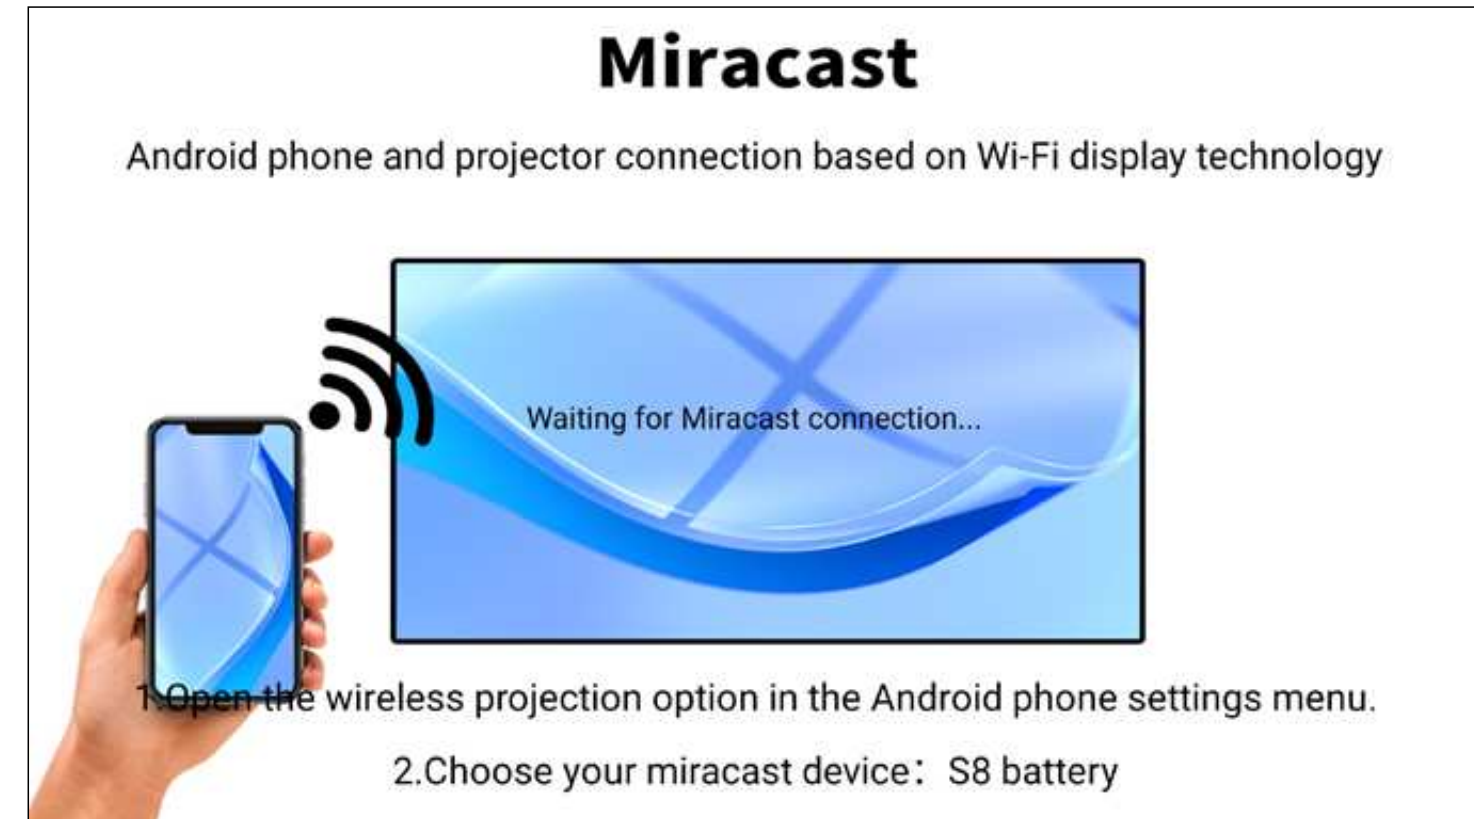 Miracast
Android phone and projector connection based on Wi-Fi display technology
Waiting for Miracast connection...
1.Open the wireless projection option in the Android phone settings menu.
2.Choose your miracast device： S8 battery